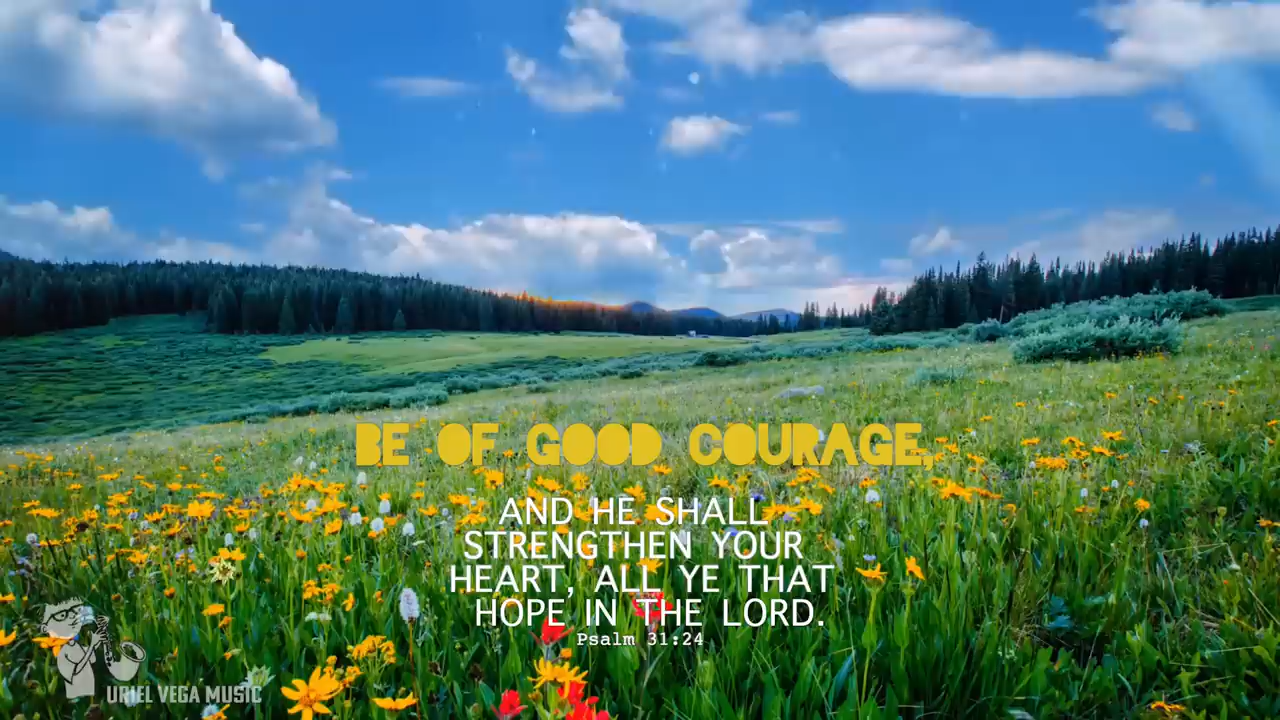 BE OF GOOD COURAGE,
AND HE SHALL
STRENGTHEN YOUR
HEART, ALL YE THAT
HOPE IN THE LORD.
Psalm 31:24
URIEL VEGA MUSIC